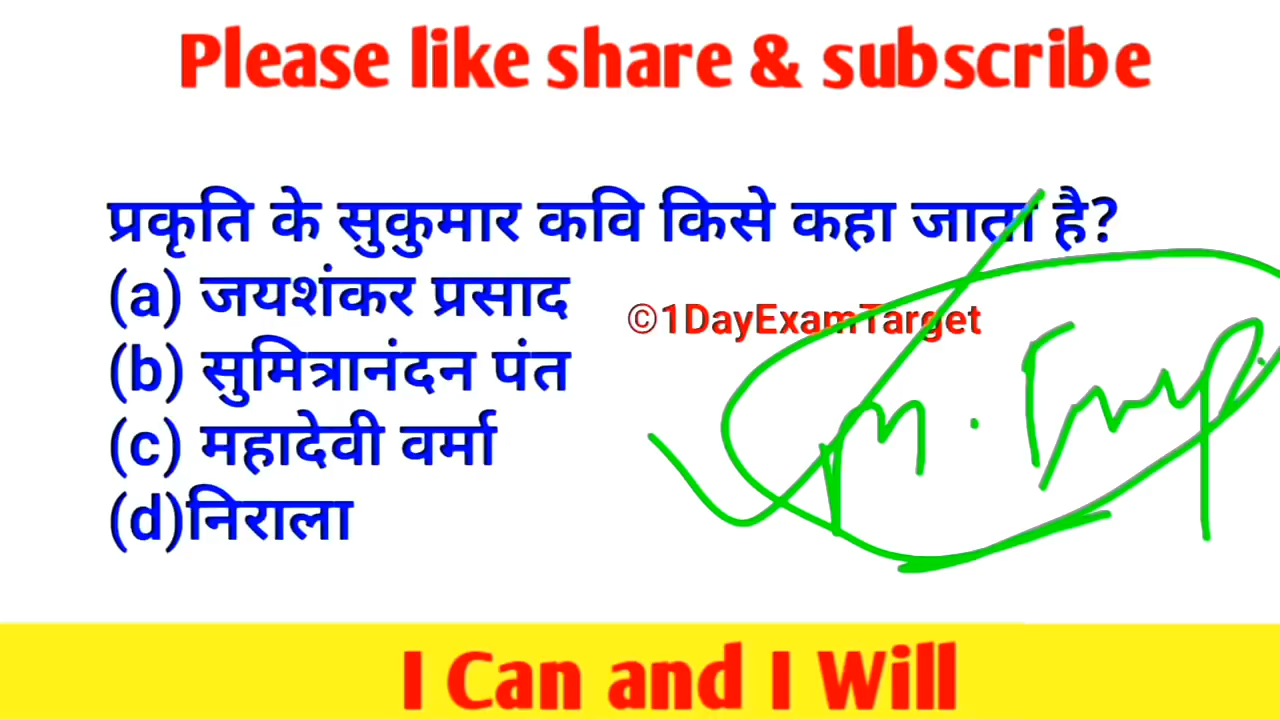 Please like share & subscribe
प्रकृति के सुकुमार कवि किसे कहा जाता है?
(a) जयशंकर प्रसाद
©1DayExamTarget
(b) सुमित्रानंदन पंत
(c) महादेवी वर्मा
(d)निराला
I Can and I Will